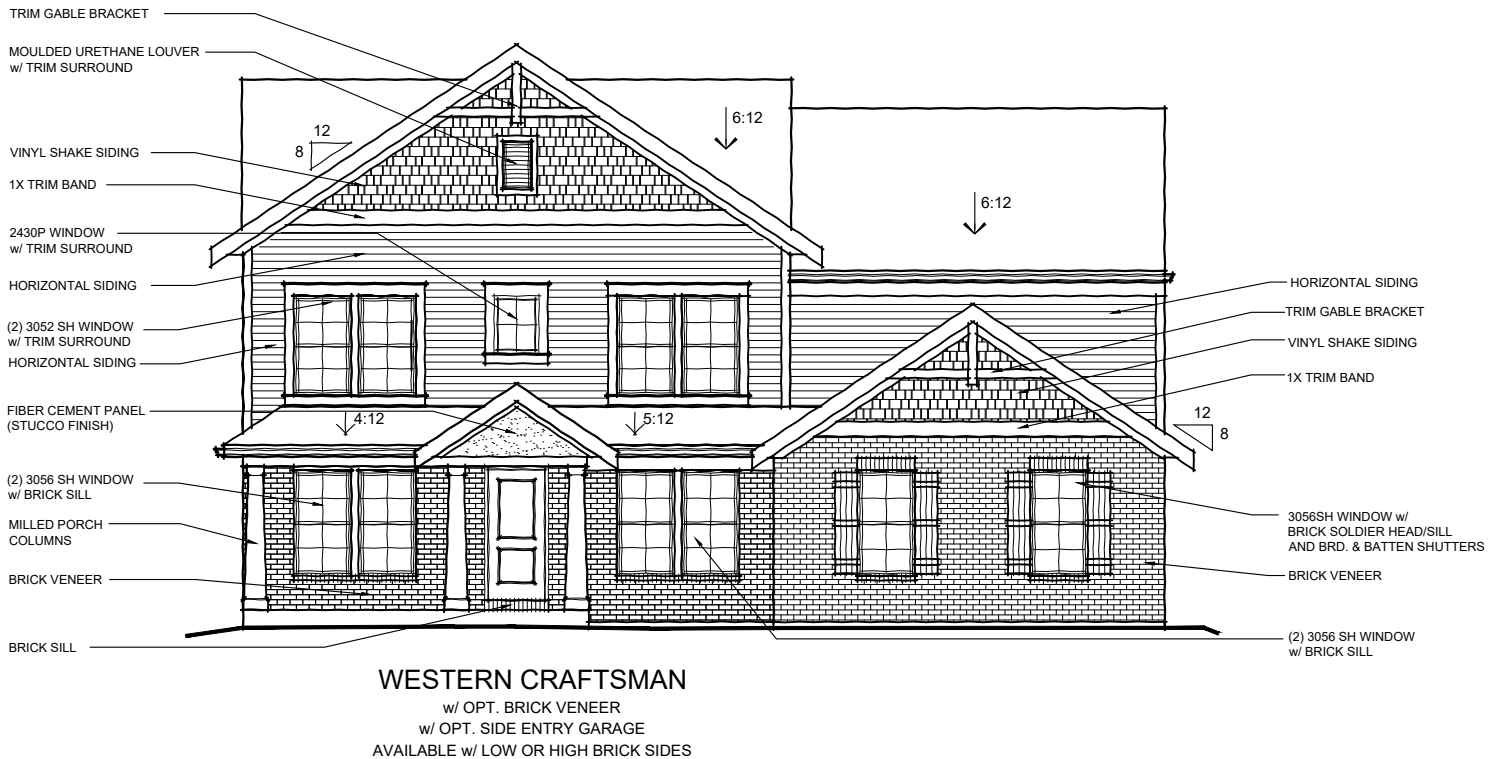 TRIM GABLE BRACKET
MOULDED URETHANE LOUVER
w/ TRIM SURROUND
12
8
VINYL SHAKE SIDING
1X TRIM BAND
2430P WINDOW
w/ TRIM SURROUND
HORIZONTAL SIDING
(2) 3052 SH WINDOW
w/ TRIM SURROUND
HORIZONTAL SIDING
FIBER CEMENT PANEL
(STUCCO FINISH)
(2) 3056 SH WINDOW
w/ BRICK SILL
MILLED PORCH
COLUMNS
BRICK VENEER
BRICK SILL
6:12
6:12
4:12
5:12
HORIZONTAL SIDING
TRIM GABLE BRACKET
VINYL SHAKE SIDING
1X TRIM BAND
12
8
3056SH WINDOW w/
BRICK SOLDIER HEAD/SILL
AND BRD. & BATTEN SHUTTERS
BRICK VENEER
(2) 3056 SH WINDOW
w/ BRICK SILL
WESTERN CRAFTSMAN
w/ OPT. BRICK VENEER
w/ OPT. SIDE ENTRY GARAGE
AVAILABLE w/ LOW OR HIGH BRICK SIDES